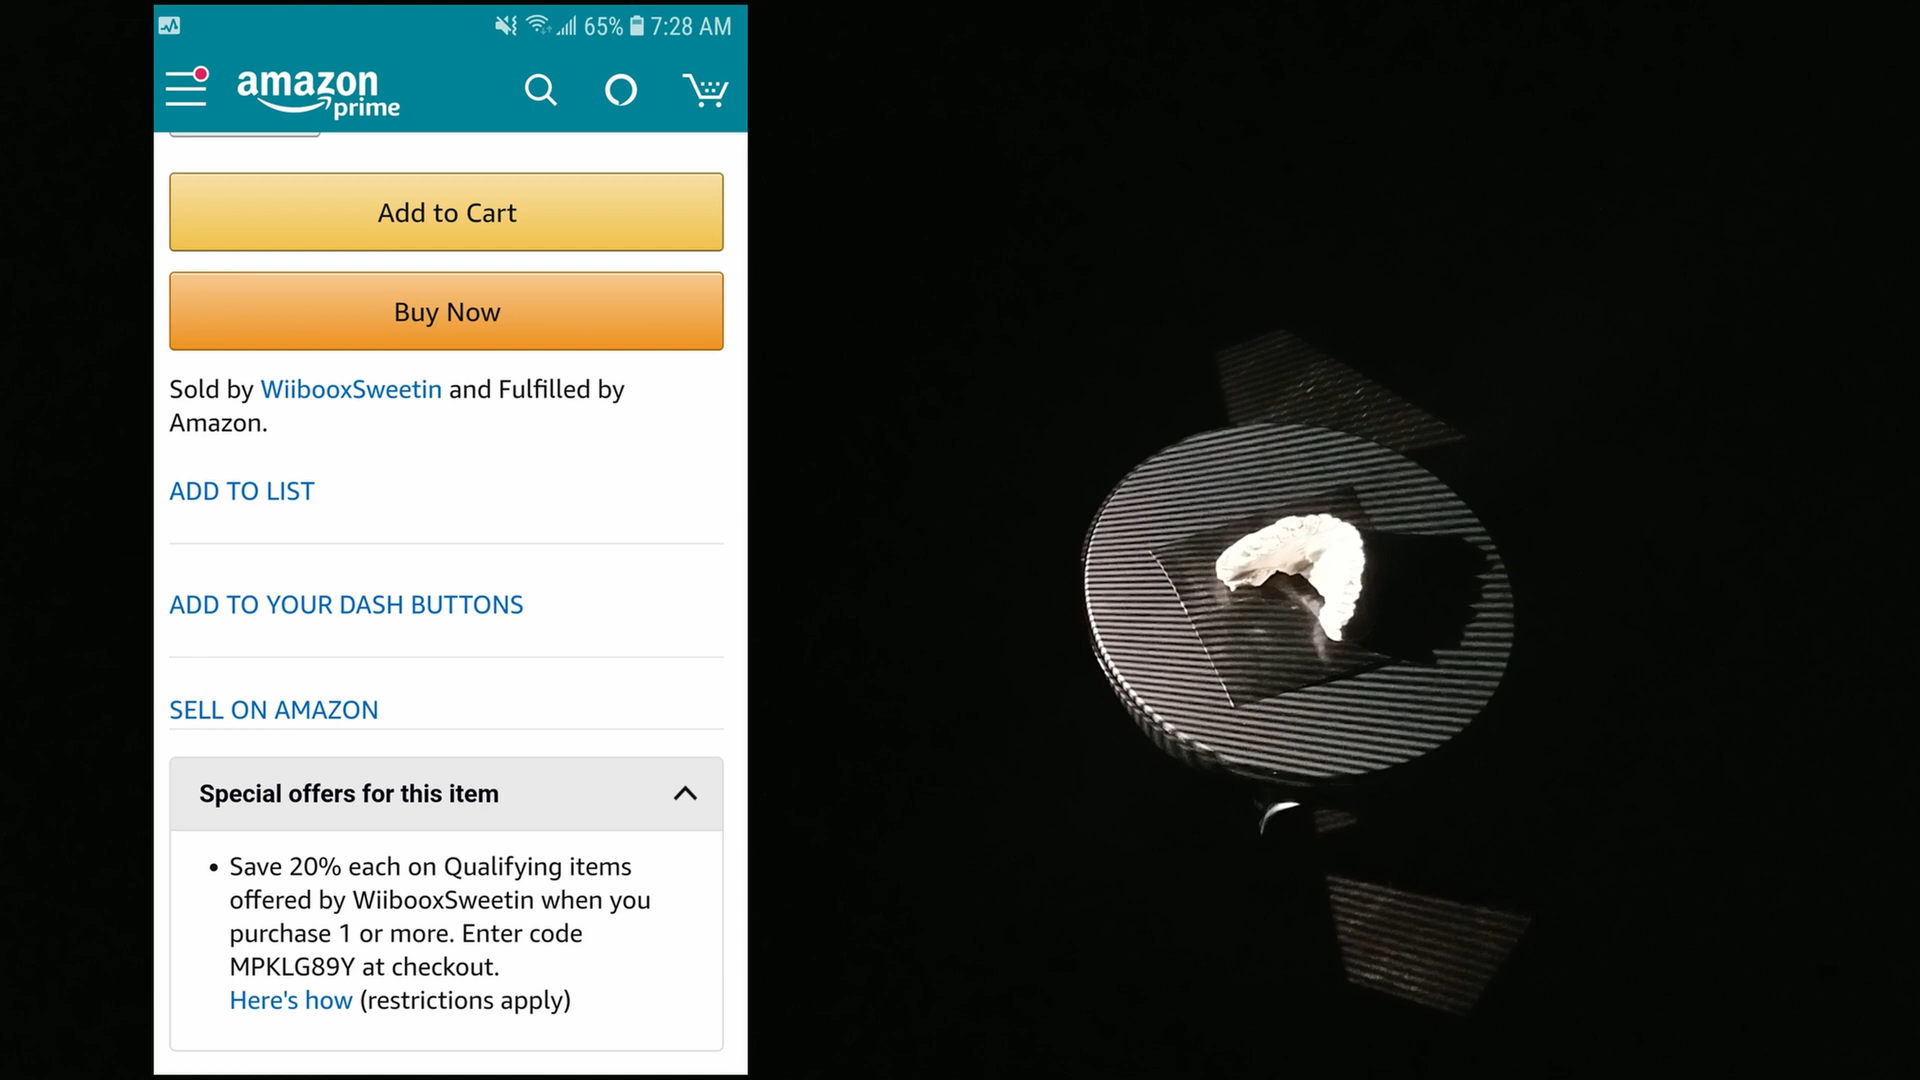 65% 7:28 AM
amazon
prime
Add to Cart
Buy Now
Sold by WiibooxSweetin and Fulfilled by
Amazon.
ADD TO LIST
ADD TO YOUR DASH BUTTONS
SELL ON AMAZON
Special offers for this item
• Save 20% each on Qualifying items
offered by WiibooxSweetin when you
purchase 1 or more. Enter code
MPKLG89Y at checkout.
Here's how (restrictions apply)